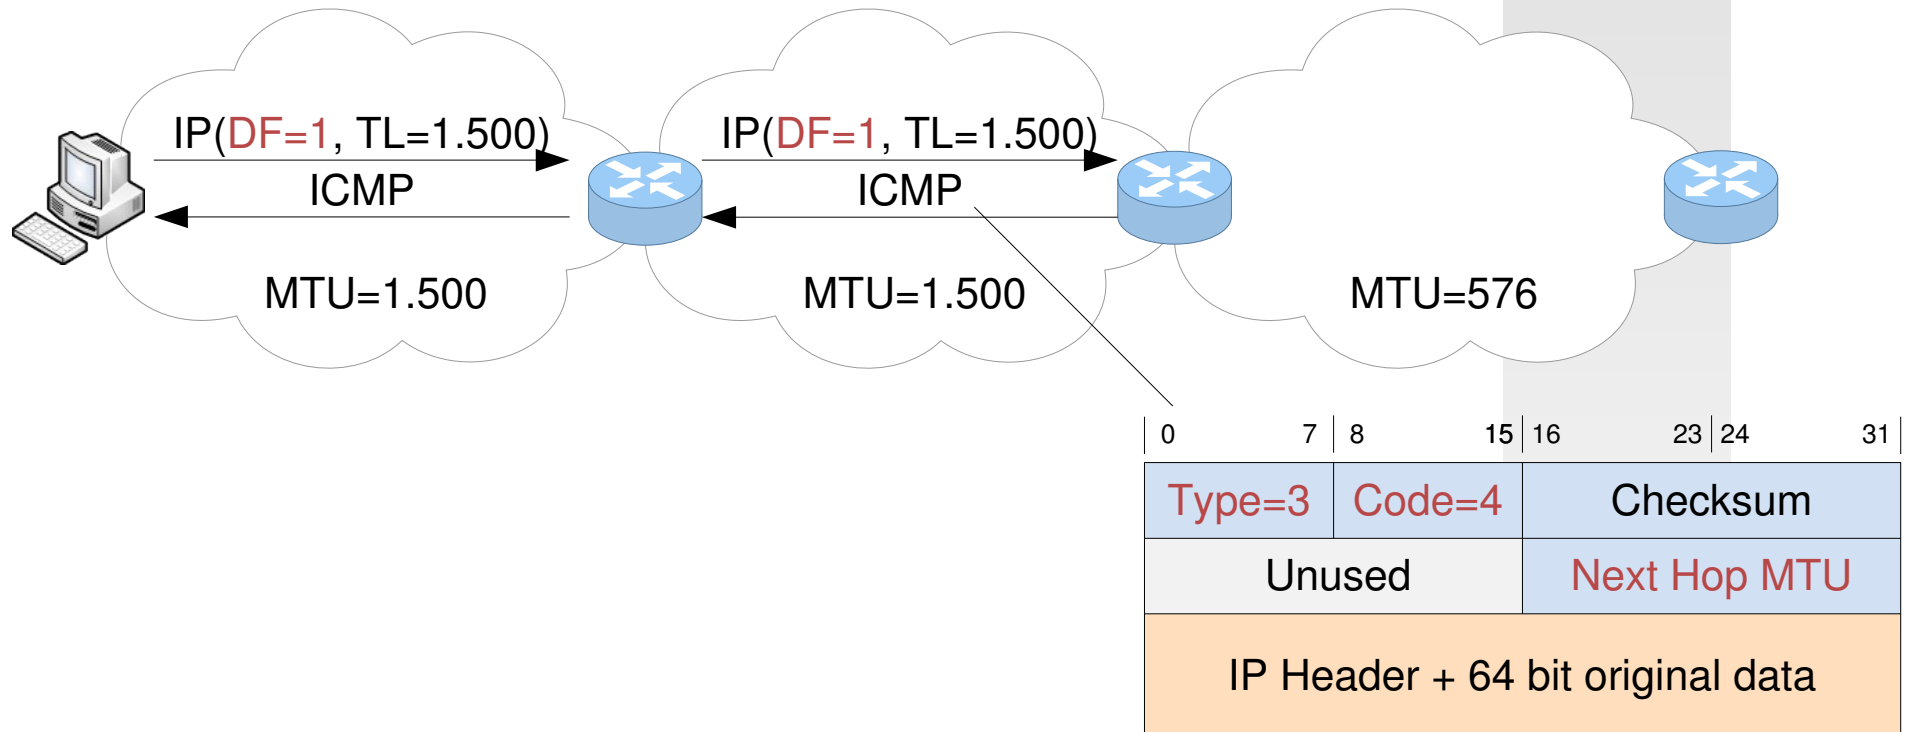 IP(DF=1, TL=1.500)
IP(DF=1, TL=1.500)
ICMP
ICMP
MTU=1.500
MTU=1.500
MTU=576
0 7 8 15 16 23 24 31
Type=3 Code=4 Checksum
Unused Next Hop MTU
IP Header + 64 bit original data